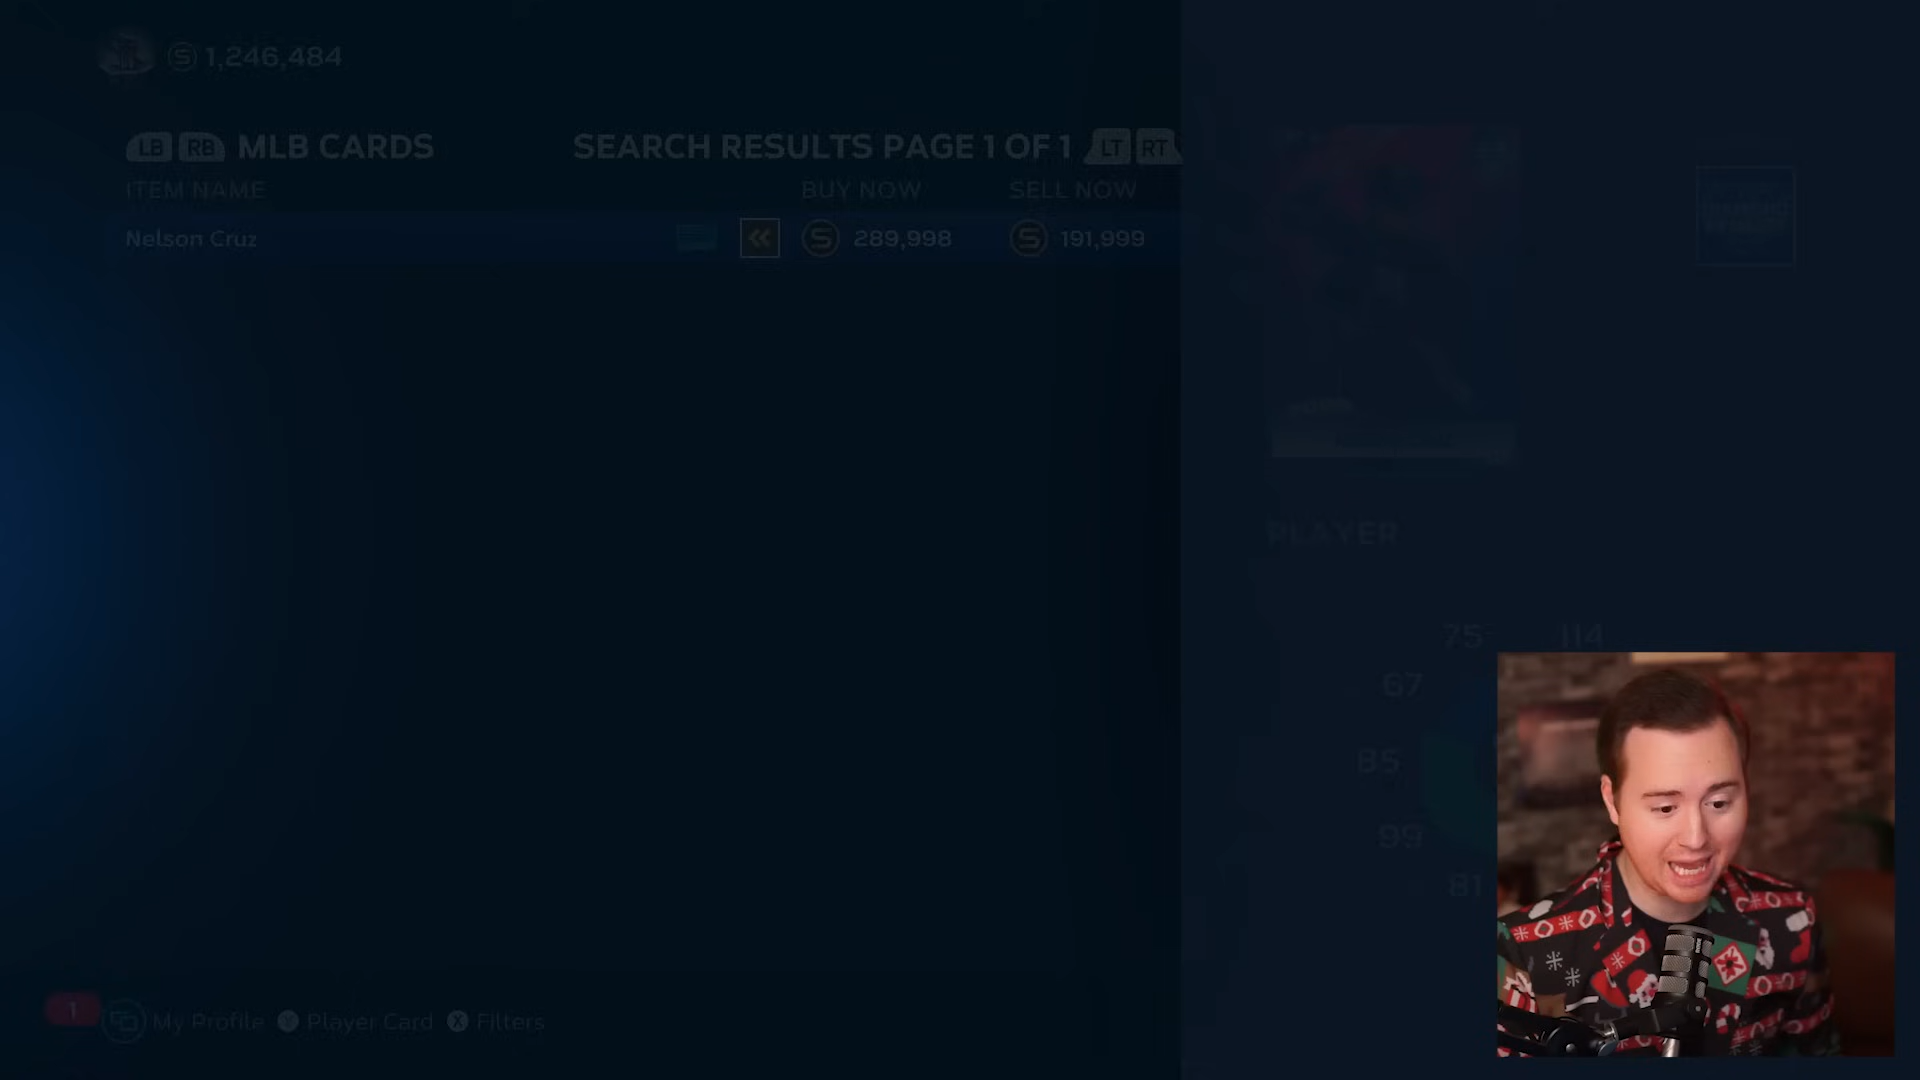 1,246,484
LB RB MLB CARDS SEARCH RESULTS PAGE 1 OF 1 LT RT
ITEM NAME BUY NOW SELL NOW
Nelson Cruz 289,998 191,999
PLAYER
75 114
67
85
99
81
1 My Profile Y Player Card X Filters